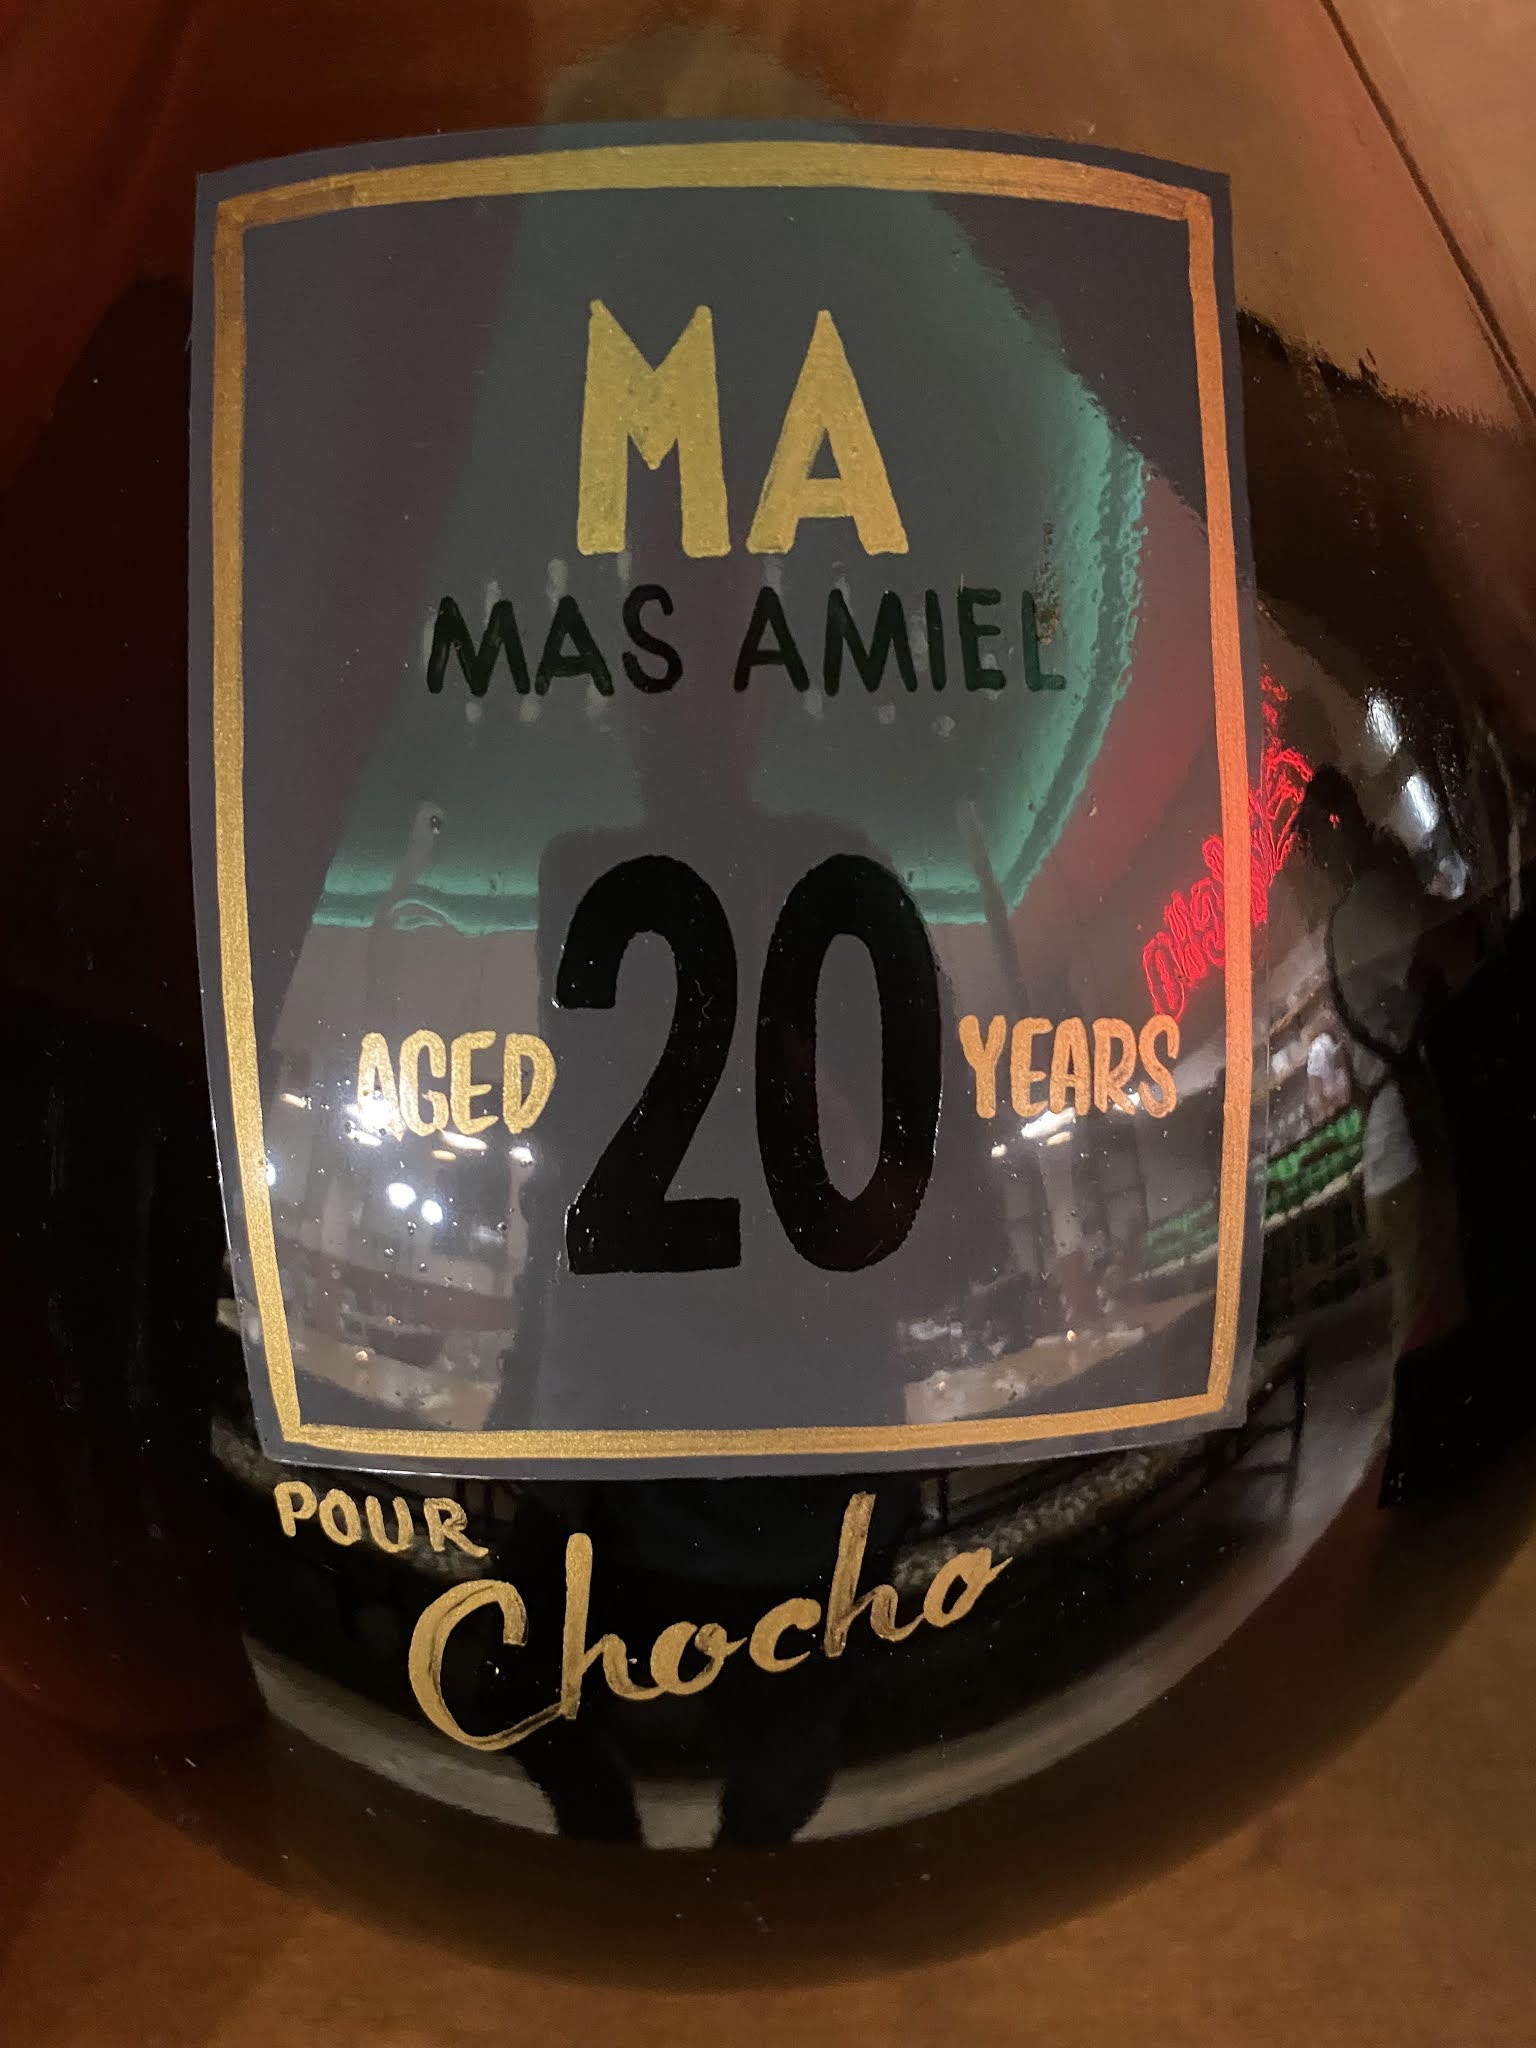 MA
MAS AMIEL
AGED 20 YEARS
POUR
Chocho